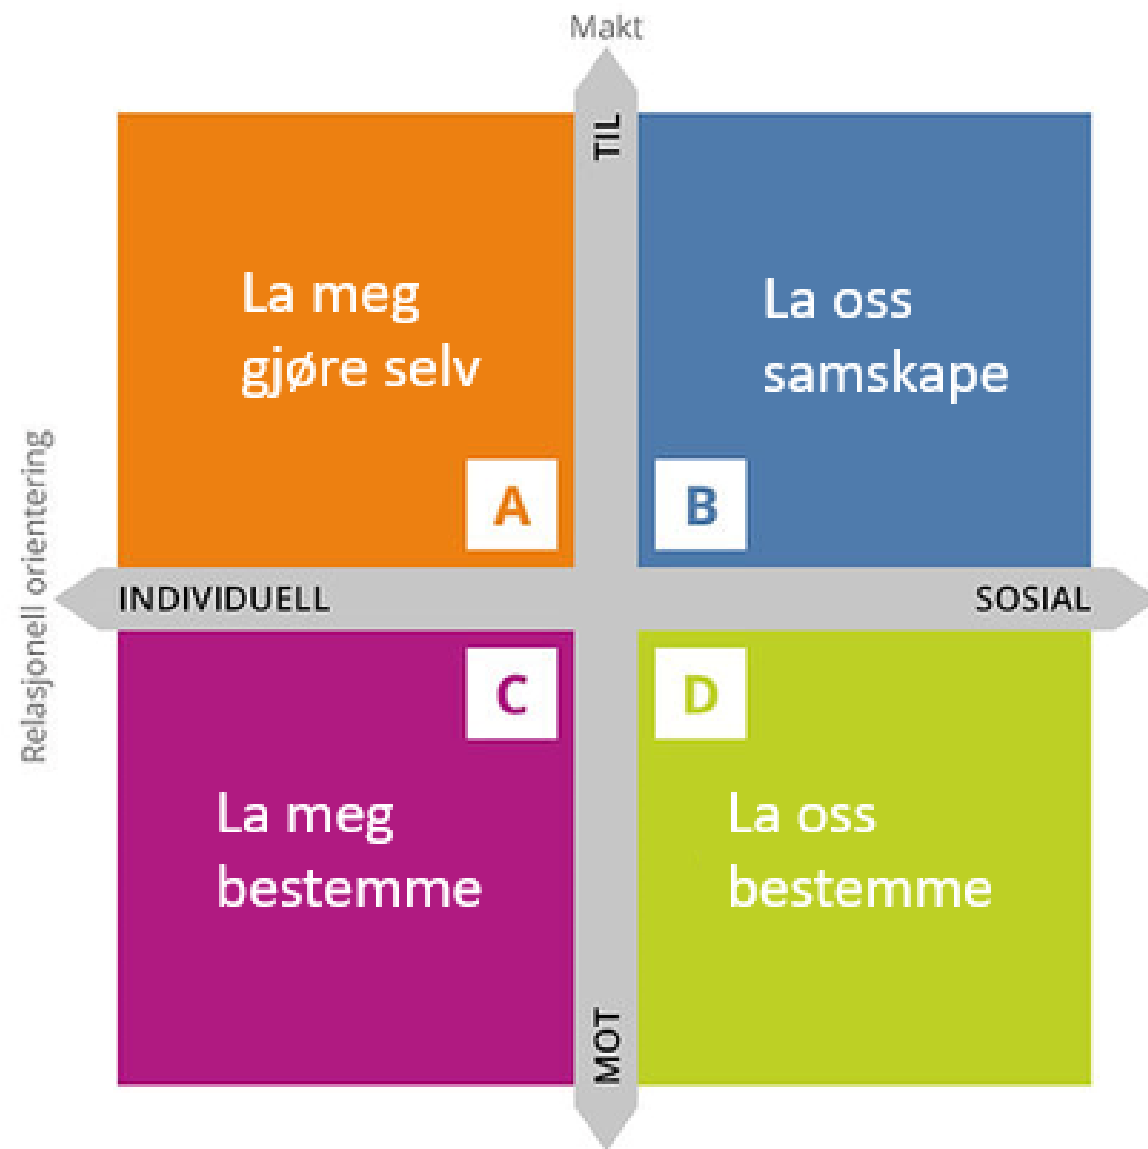 Makt
TIL
La meg
gjøre selv
La oss
samskape
A
B
Relasjonell orientering
INDIVIDUELL
SOSIAL
C
D
La meg
bestemme
La oss
bestemme
MOT